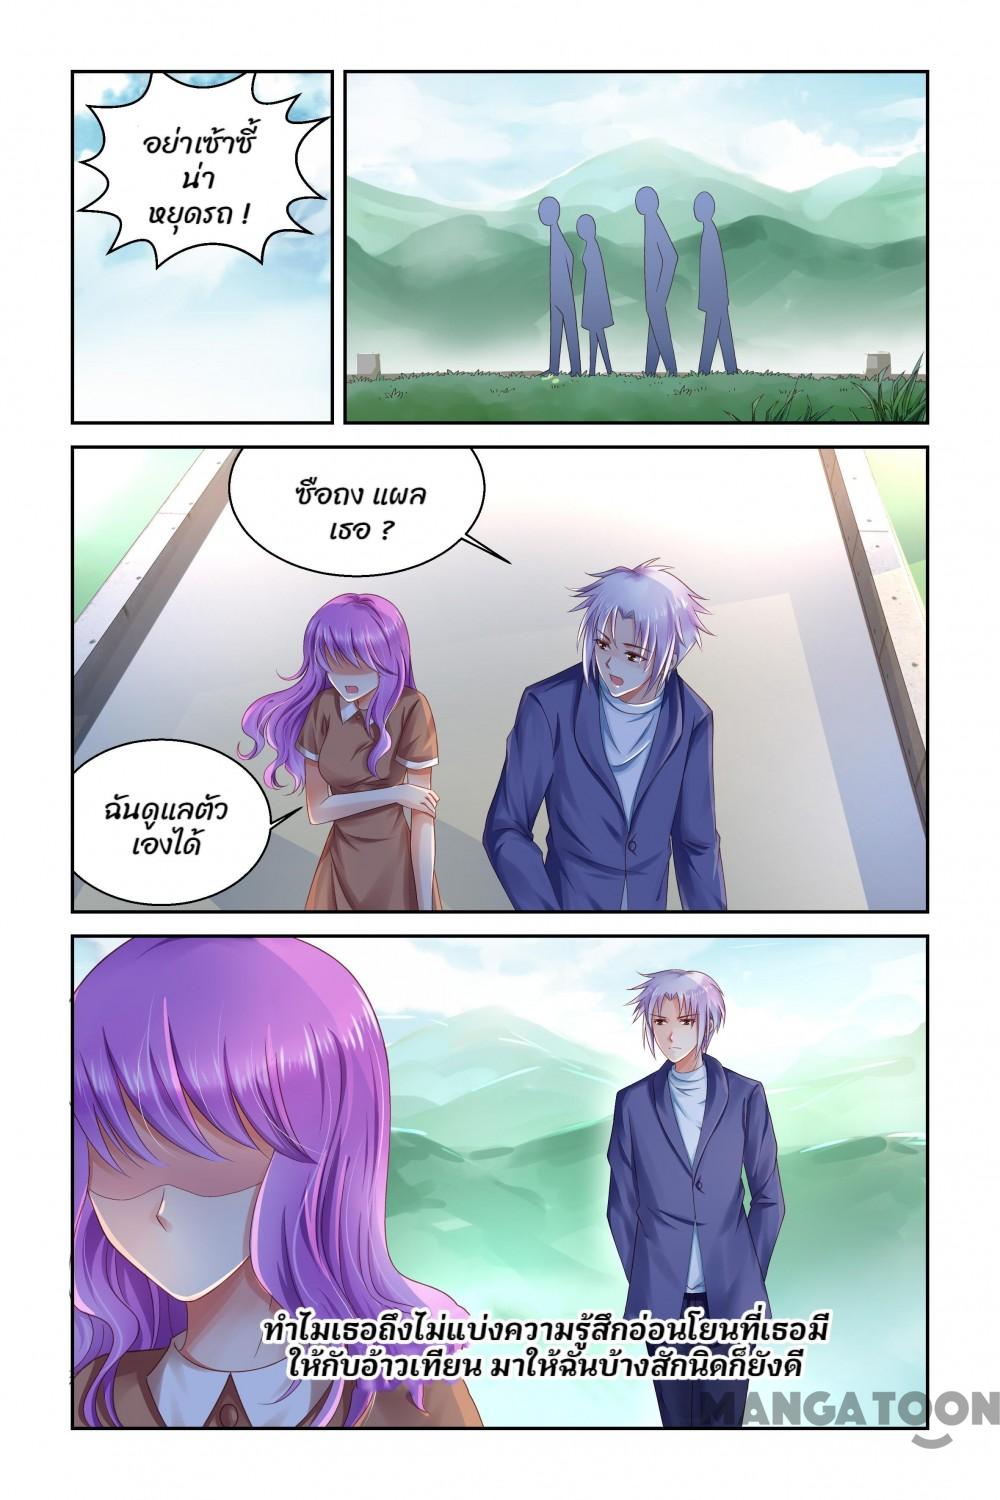 อย่าเซ้าซี้
น่า
หยุดรถ !
ซือถง แผล
เธอ ?
ฉันดูแลตัว
เองได้
ทำไมเธอถึงไม่แบ่งความรู้สึกอ่อนโยนที่เธอมี
ให้กับอ้าวเทียน มาให้ฉันบ้างสักนิดก็ยังดี
MANGATOON